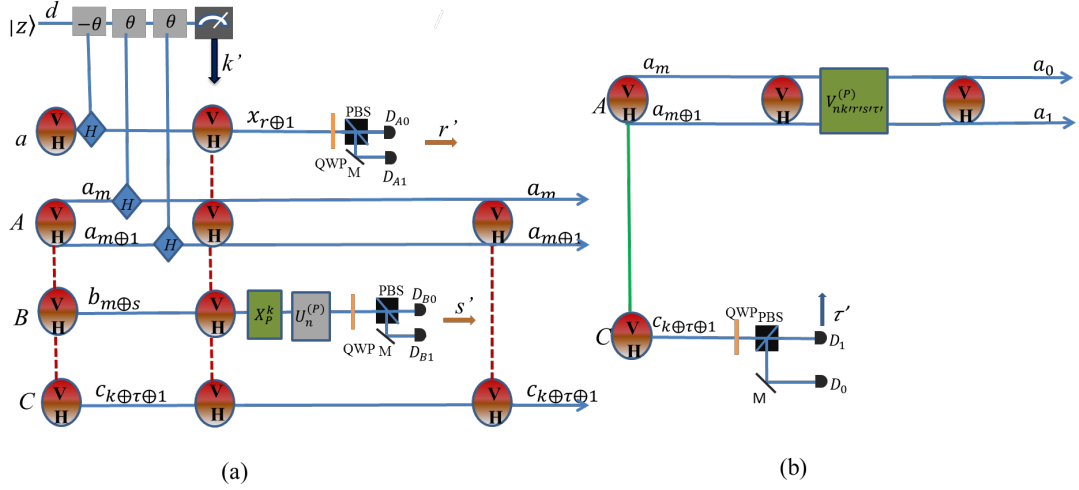 |z⟩ d −θ θ θ
k’
a V H H V H x_{r⊕1} QWP PBS M D_{A0} D_{A1} r’
A V H a_m H a_{m⊕1} H V H V H a_m a_{m⊕1}
B V H b_{m⊕s} V H X_P^k U_n^{(P)} QWP PBS M D_{B0} D_{B1} s’
C V H c_{k⊕τ⊕1} V H V H c_{k⊕τ⊕1}
(a)
A V H a_m a_{m⊕1} V H V_{nk′r′s′τ′}^{(P)} V H a_0 a_1
C V H c_{k⊕τ⊕1} QWP PBS M D_1 D_0 τ’
(b)